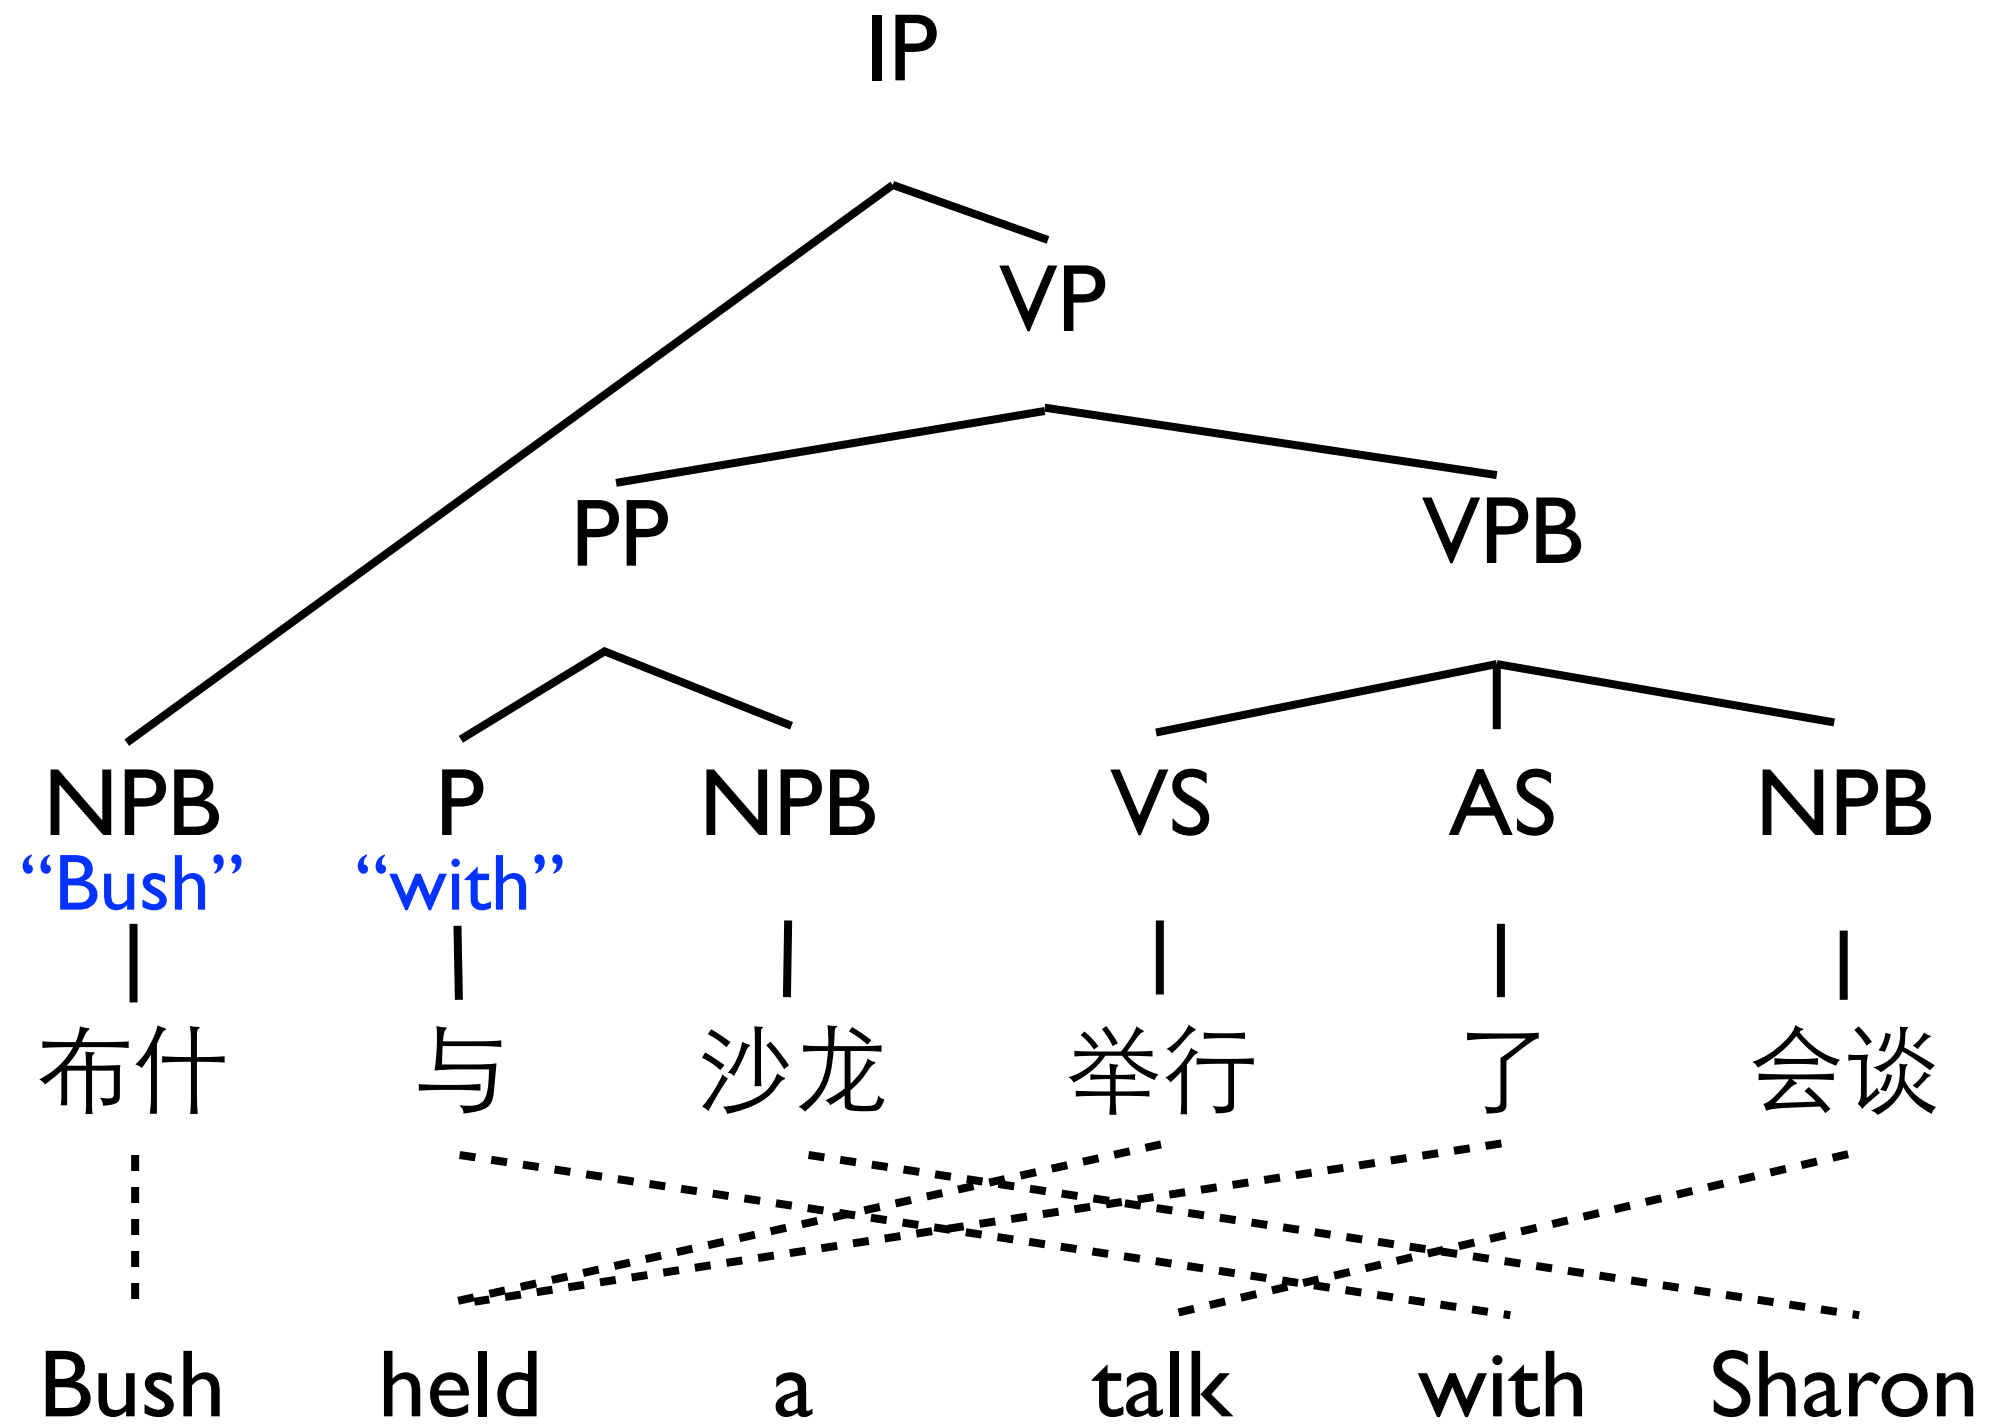 IP
VP
PP VPB
NPB P NPB VS AS NPB
“Bush” “with”
布什 与 沙龙 举行 了 会谈
Bush held a talk with Sharon